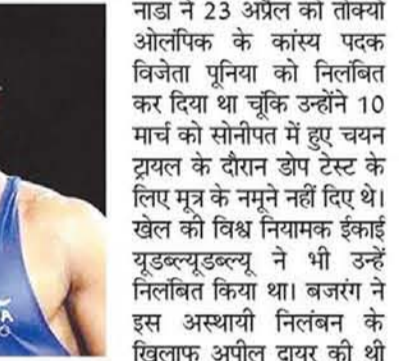 नाडा ने 23 अप्रैल को तोक्यो
ओलंपिक के कांस्य पदक
विजेता पूनिया को निलंबित
कर दिया था चूंकि उन्होंने 10
मार्च को सोनीपत में हुए चयन
ट्रायल के दौरान डोप टेस्ट के
लिए मूत्र के नमूने नहीं दिए थे।
खेल की विश्व नियामक ईकाई
यूडब्ल्यूडब्ल्यू ने भी उन्हें
निलंबित किया था। बजरंग ने
इस अस्थायी निलंबन के
खिलाफ अपील दायर की थी